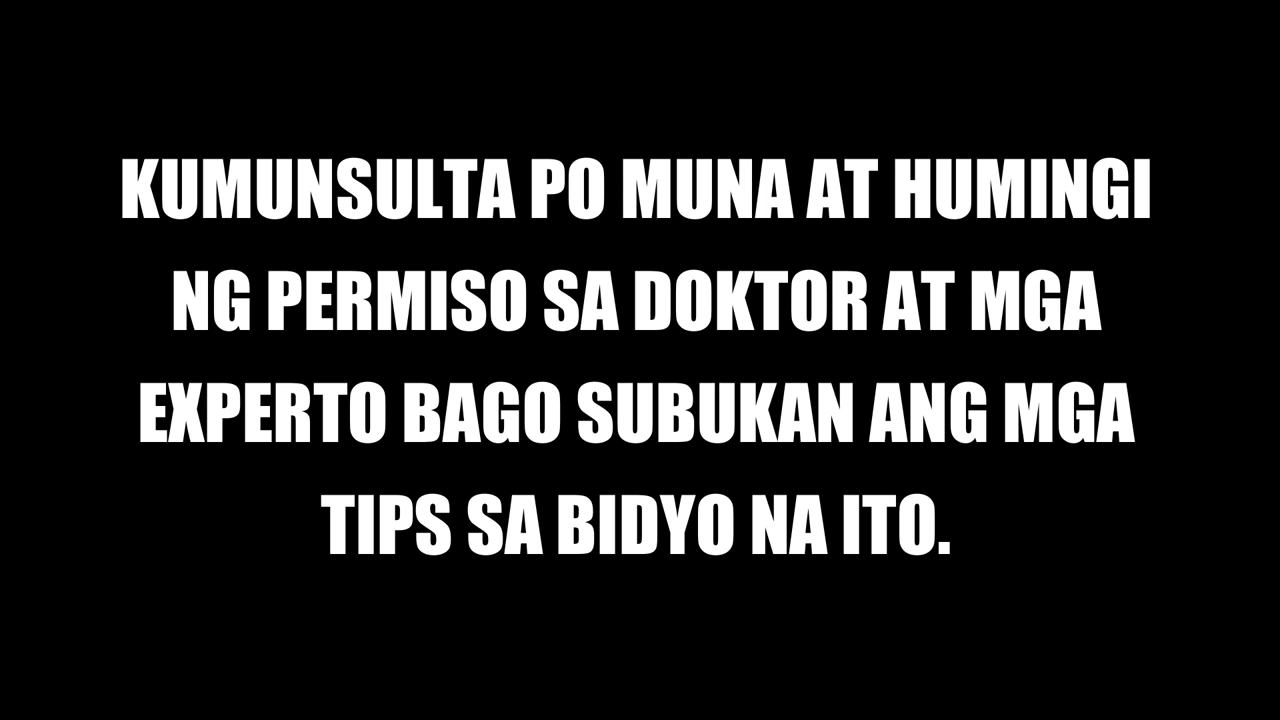 KUMUNSULTA PO MUNA AT HUMINGI
NG PERMISO SA DOKTOR AT MGA
EXPERTO BAGO SUBUKAN ANG MGA
TIPS SA BIDYO NA ITO.